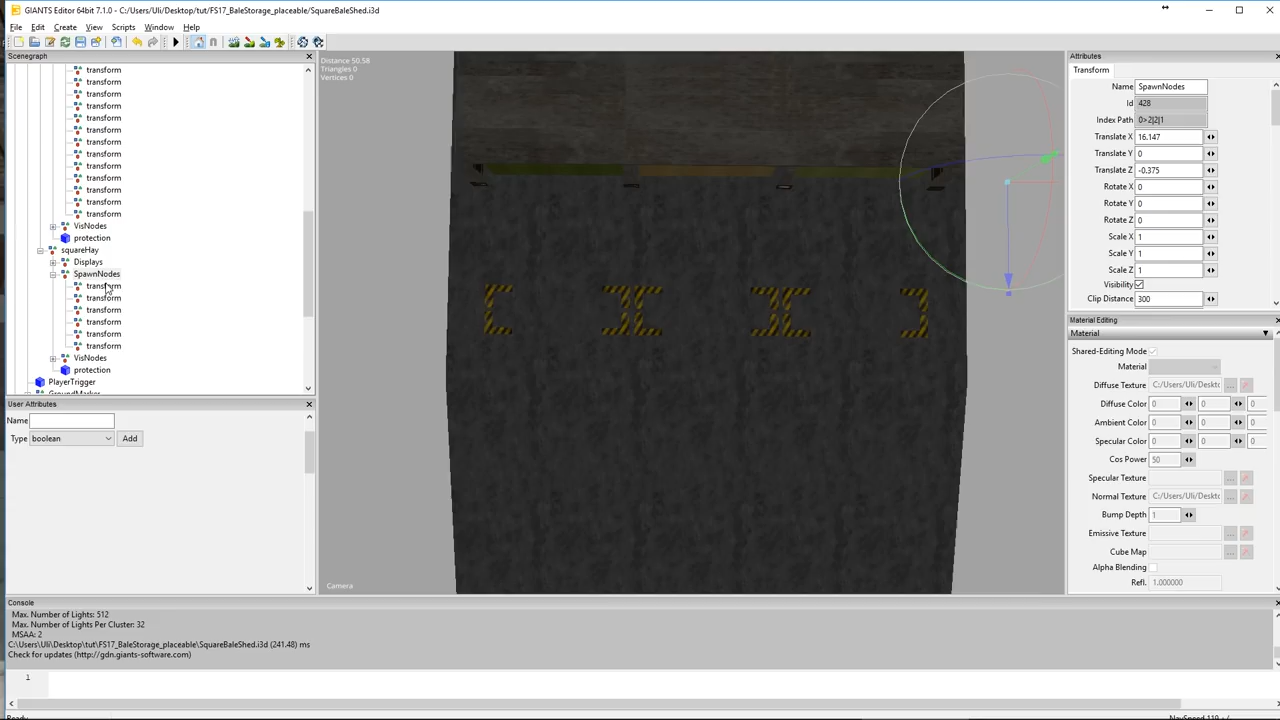 GIANTS Editor 64bit 7.1.0 - C:/Users/Uli/Desktop/tut/FS17_BaleStorage_placeable/SquareBaleShed.i3d
File Edit Create View Scripts Window Help
Scenegraph
transform
transform
transform
transform
transform
transform
transform
transform
transform
transform
transform
transform
transform
VisNodes
protection
squareHay
Displays
SpawnNodes
transform
transform
transform
transform
transform
transform
VisNodes
protection
PlayerTrigger
GroundMarker
User Attributes
Name
Type boolean Add
Distance 50.58
Triangles 0
Vertices 0
Camera
Attributes
Transform
Name SpawnNodes
Id 428
Index Path 0>2|2|1
Translate X 16.147
Translate Y 0
Translate Z -0.375
Rotate X 0
Rotate Y 0
Rotate Z 0
Scale X 1
Scale Y 1
Scale Z 1
Visibility
Clip Distance 300
Material Editing
Material
Shared-Editing Mode
Material
Diffuse Texture C:/Users/Uli/Deskto ...
Diffuse Color 0 0 0
Ambient Color 0 0 0
Specular Color 0 0 0
Cos Power 50
Specular Texture ...
Normal Texture C:/Users/Uli/Deskto ...
Bump Depth 1
Emissive Texture ...
Cube Map ...
Alpha Blending
Refl. 1.000000
Console
Max. Number of Lights: 512
Max. Number of Lights Per Cluster: 32
MSAA: 2
C:\Users\Uli\Desktop\tut\FS17_BaleStorage_placeable\SquareBaleShed.i3d (241.48) ms
Check for updates (http://gdn.giants-software.com)
1
Ready
NavSpeed 119 -/